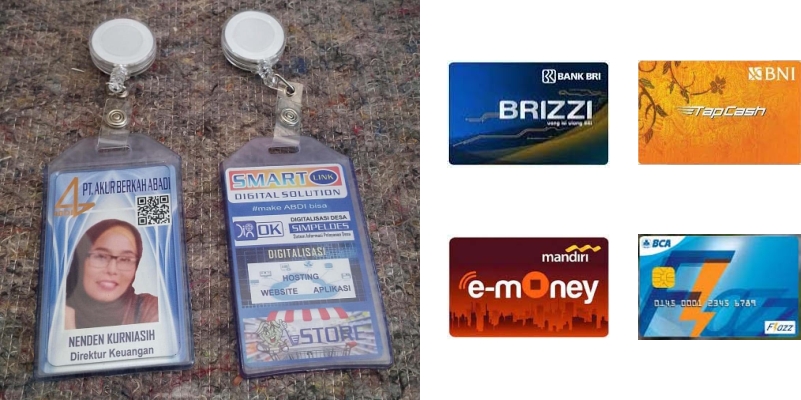 PT. AKUR BERKAH ABADI
NENDEN KURNIASIH
Direktur Keuangan
SMART LINK
DIGITAL SOLUTION
#make ABDI bisa
OK
DIGITALISASI DESA
SIMPELDES
DIGITALISASI
HOSTING
WEBSITE APLIKASI
STORE
BANK BRI
BRIZZI
BNI
TapCash
mandiri
e-money
BCA
0145 0001 2345 6789
Flazz